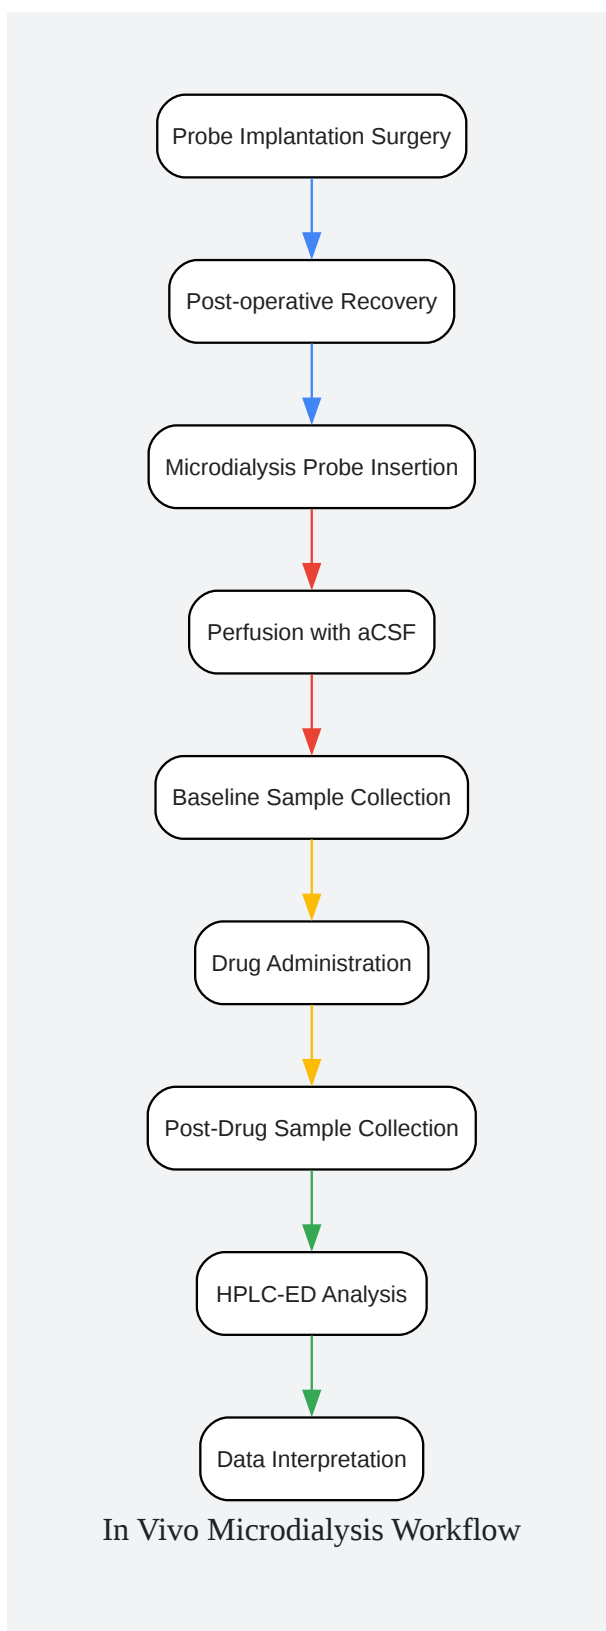 Probe Implantation Surgery
Post-operative Recovery
Microdialysis Probe Insertion
Perfusion with aCSF
Baseline Sample Collection
Drug Administration
Post-Drug Sample Collection
HPLC-ED Analysis
Data Interpretation
In Vivo Microdialysis Workflow